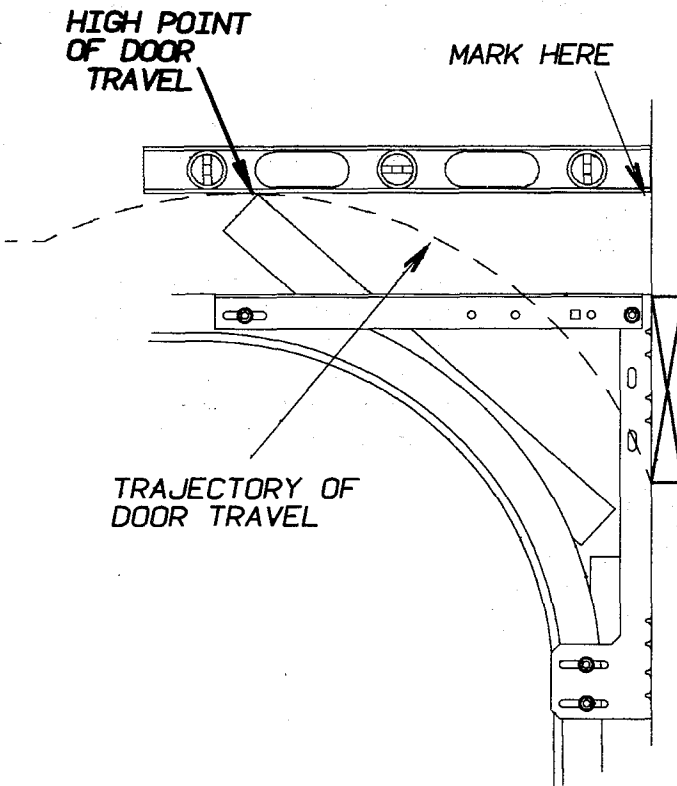 HIGH POINT
OF DOOR
TRAVEL
MARK HERE
TRAJECTORY OF
DOOR TRAVEL